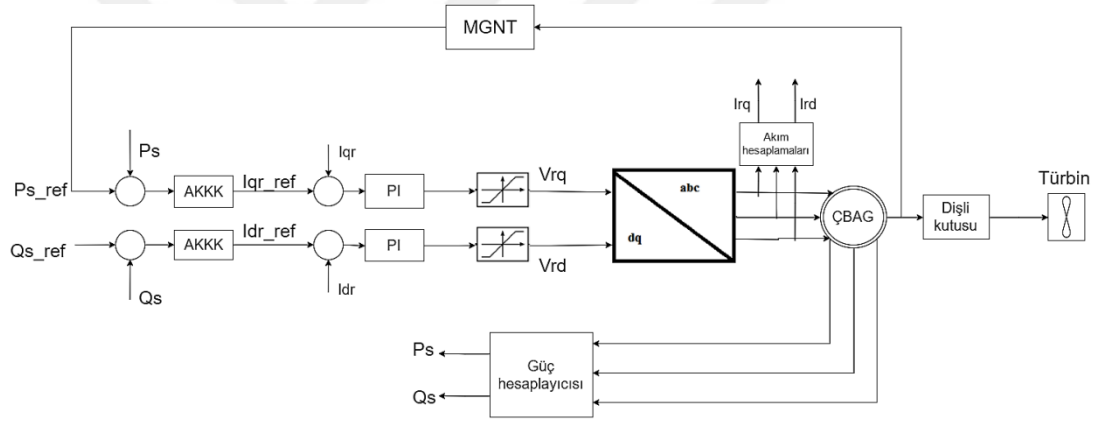 MGNT
Irq
Ird
Akım
hesaplamaları
Ps
Iqr
Ps_ref
AKKK
Iqr_ref
PI
Vrq
abc
dq
ÇBAG
Dişli
kutusu
Türbin
Qs_ref
AKKK
Idr_ref
PI
Vrd
Qs
Idr
Ps
Qs
Güç
hesaplayıcısı